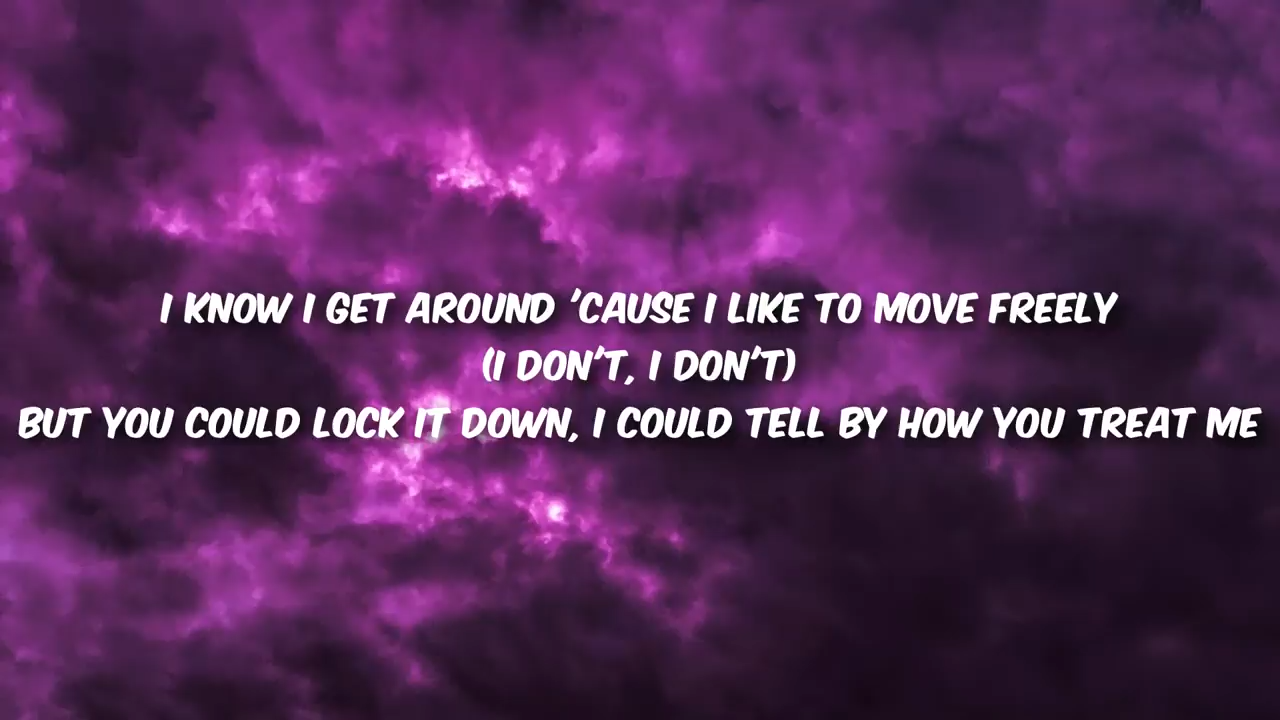 I KNOW I GET AROUND 'CAUSE I LIKE TO MOVE FREELY
(I DON'T, I DON'T)
BUT YOU COULD LOCK IT DOWN, I COULD TELL BY HOW YOU TREAT ME